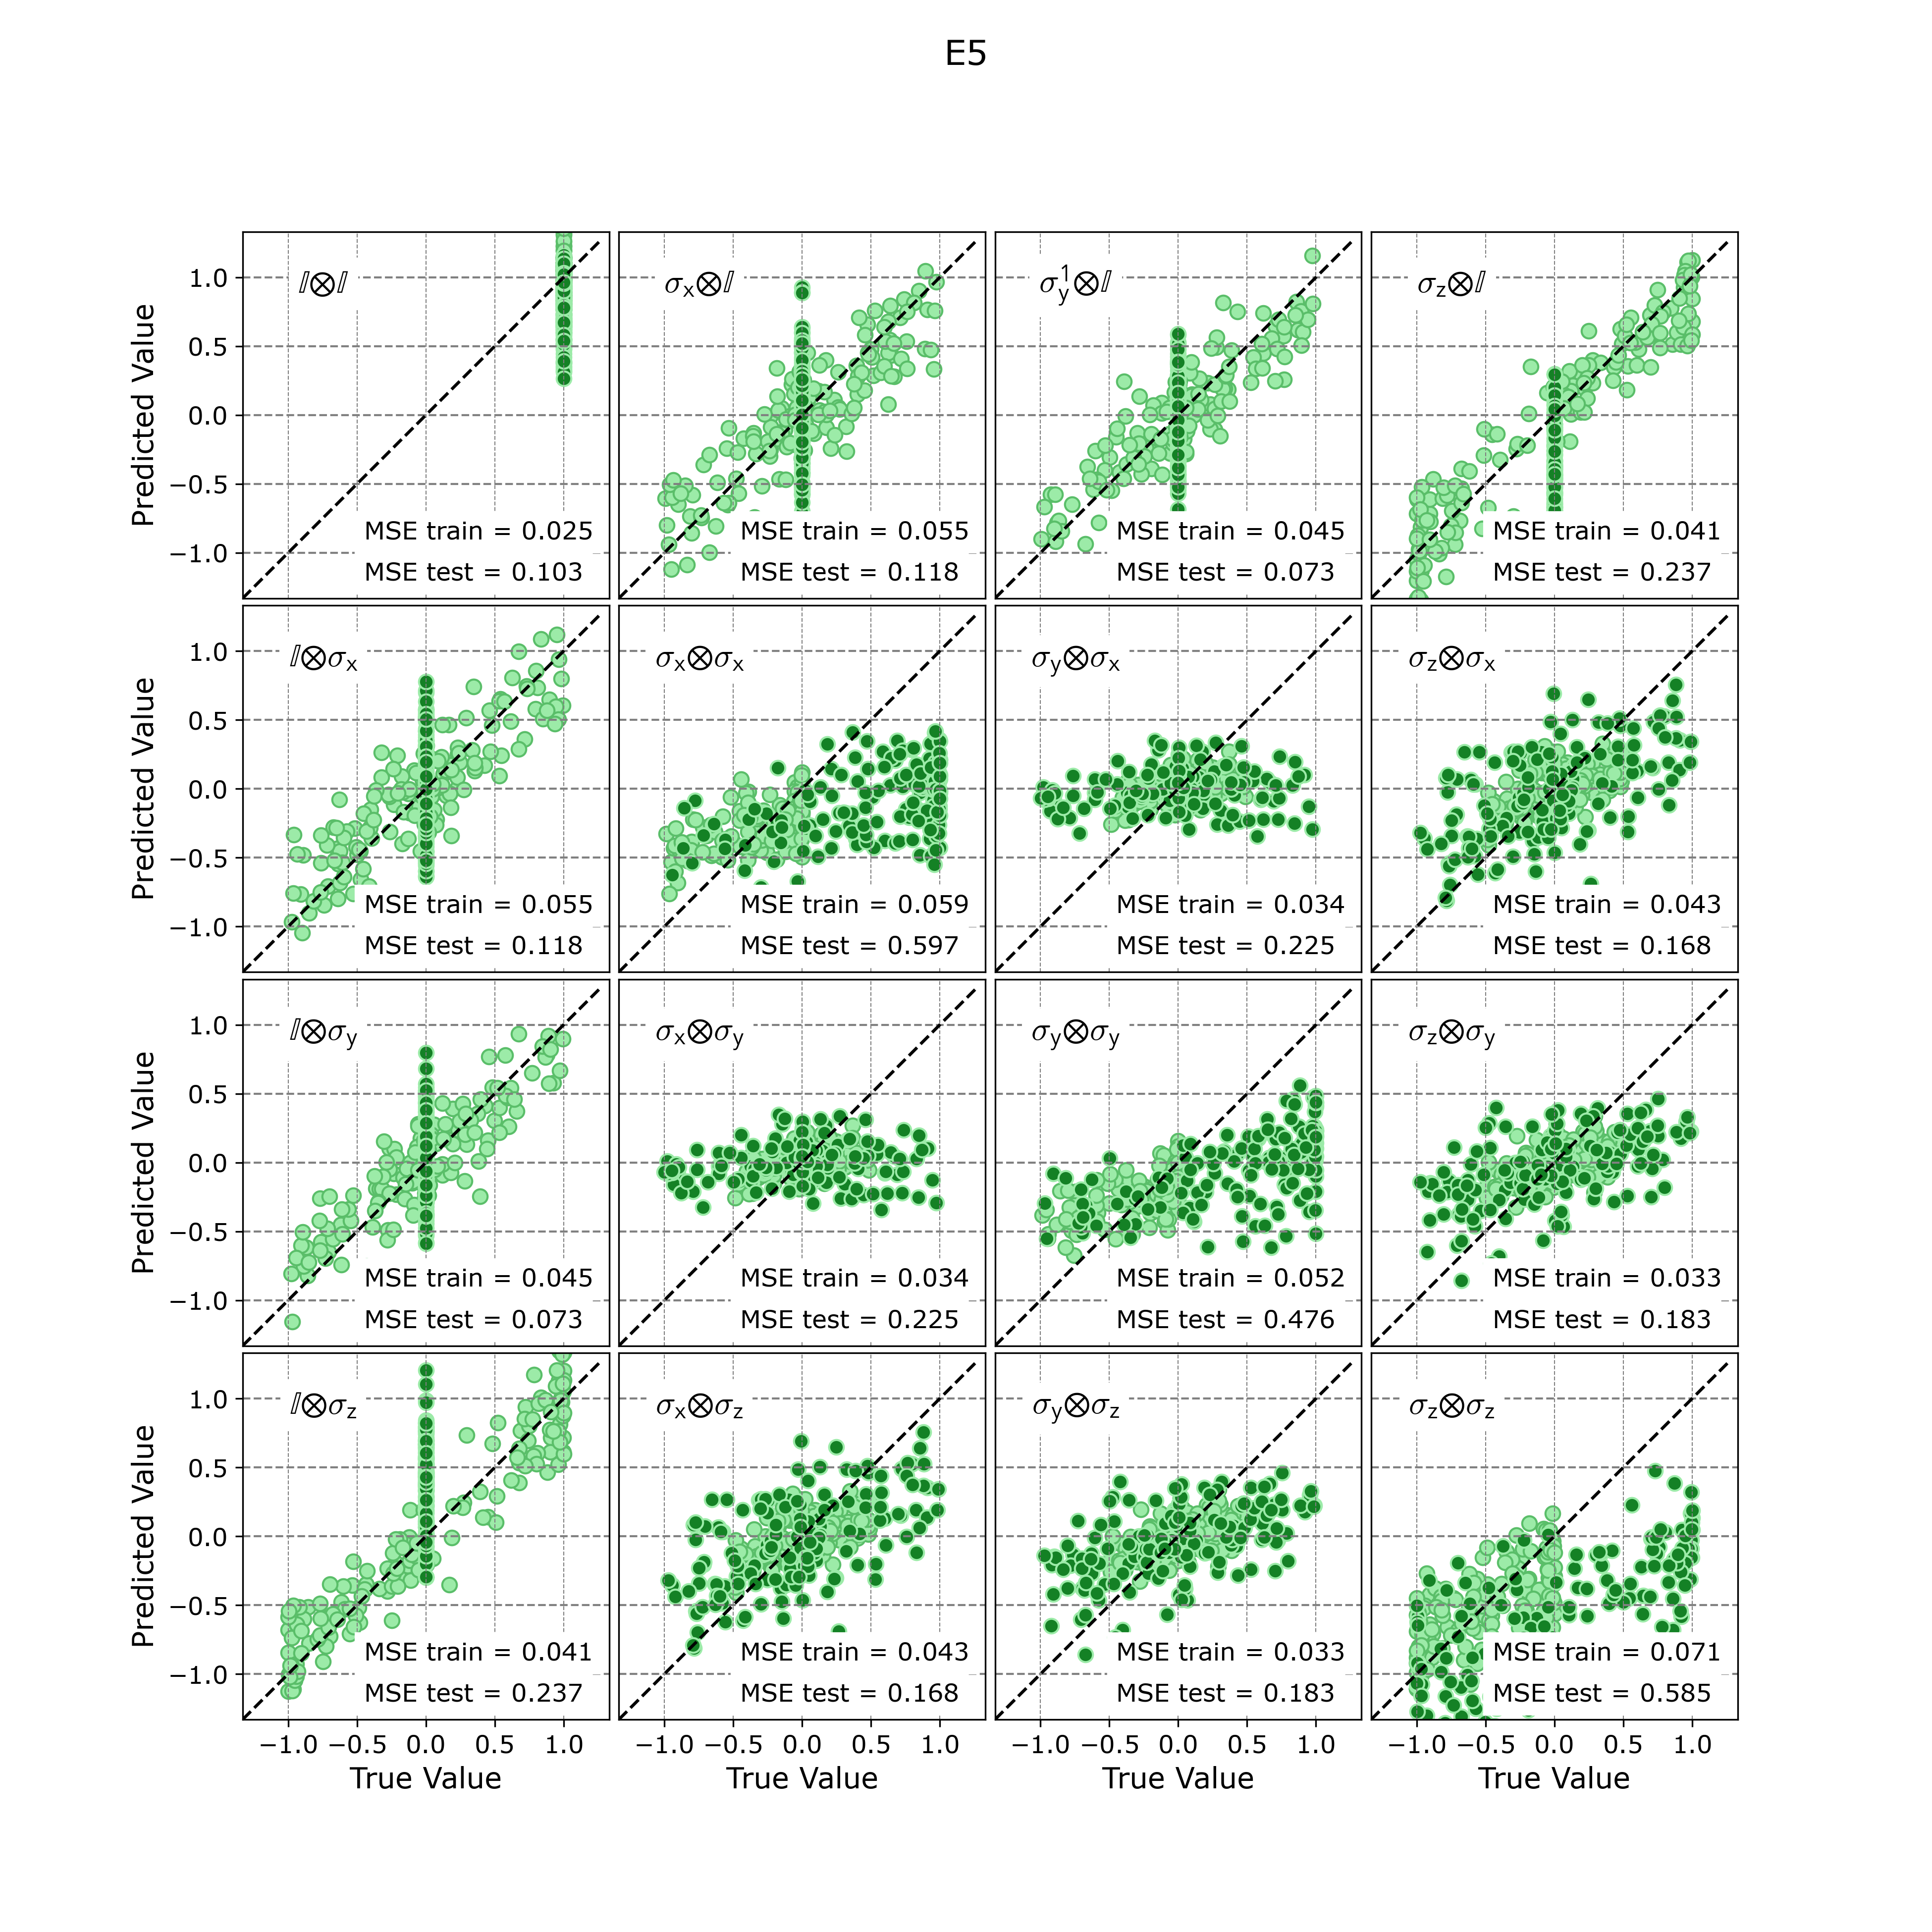 E5
𝕀⊗𝕀
σx⊗𝕀
σy^1⊗𝕀
σz⊗𝕀
Predicted Value
1.0
0.5
0.0
−0.5
−1.0
MSE train = 0.025
MSE test = 0.103
MSE train = 0.055
MSE test = 0.118
MSE train = 0.045
MSE test = 0.073
MSE train = 0.041
MSE test = 0.237
𝕀⊗σx
σx⊗σx
σy⊗σx
σz⊗σx
Predicted Value
1.0
0.5
0.0
−0.5
−1.0
MSE train = 0.055
MSE test = 0.118
MSE train = 0.059
MSE test = 0.597
MSE train = 0.034
MSE test = 0.225
MSE train = 0.043
MSE test = 0.168
𝕀⊗σy
σx⊗σy
σy⊗σy
σz⊗σy
Predicted Value
1.0
0.5
0.0
−0.5
−1.0
MSE train = 0.045
MSE test = 0.073
MSE train = 0.034
MSE test = 0.225
MSE train = 0.052
MSE test = 0.476
MSE train = 0.033
MSE test = 0.183
𝕀⊗σz
σx⊗σz
σy⊗σz
σz⊗σz
Predicted Value
1.0
0.5
0.0
−0.5
−1.0
MSE train = 0.041
MSE test = 0.237
MSE train = 0.043
MSE test = 0.168
MSE train = 0.033
MSE test = 0.183
MSE train = 0.071
MSE test = 0.585
−1.0 −0.5 0.0 0.5 1.0
−1.0 −0.5 0.0 0.5 1.0
−1.0 −0.5 0.0 0.5 1.0
−1.0 −0.5 0.0 0.5 1.0
True Value
True Value
True Value
True Value